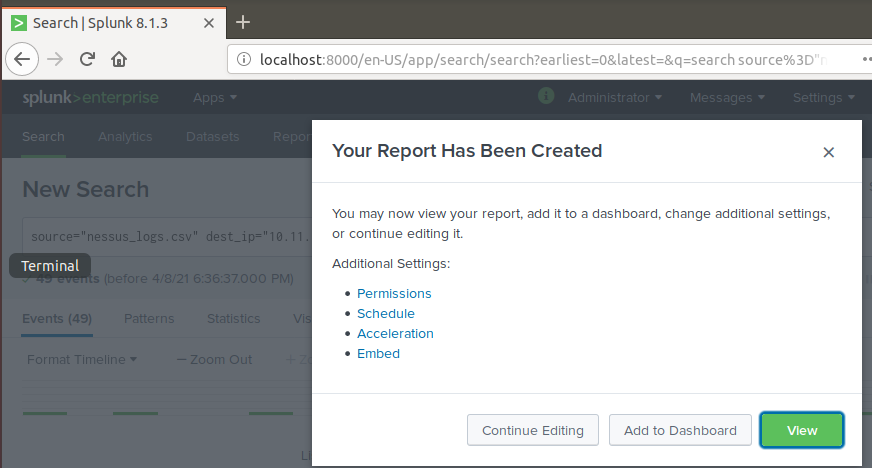 Search | Splunk 8.1.3
localhost:8000/en-US/app/search/search?earliest=0&latest=&q=search source%3D"n
splunk>enterprise Apps Administrator Messages Settings
Search Analytics Datasets Repor
Your Report Has Been Created
New Search
You may now view your report, add it to a dashboard, change additional settings,
or continue editing it.
source="nessus_logs.csv" dest_ip="10.11.
Additional Settings:
Terminal
49 events (before 4/8/21 6:36:37.000 PM)
• Permissions
• Schedule
• Acceleration
• Embed
Events (49) Patterns Statistics Vis
Format Timeline — Zoom Out + Zo
Continue Editing Add to Dashboard View
Li